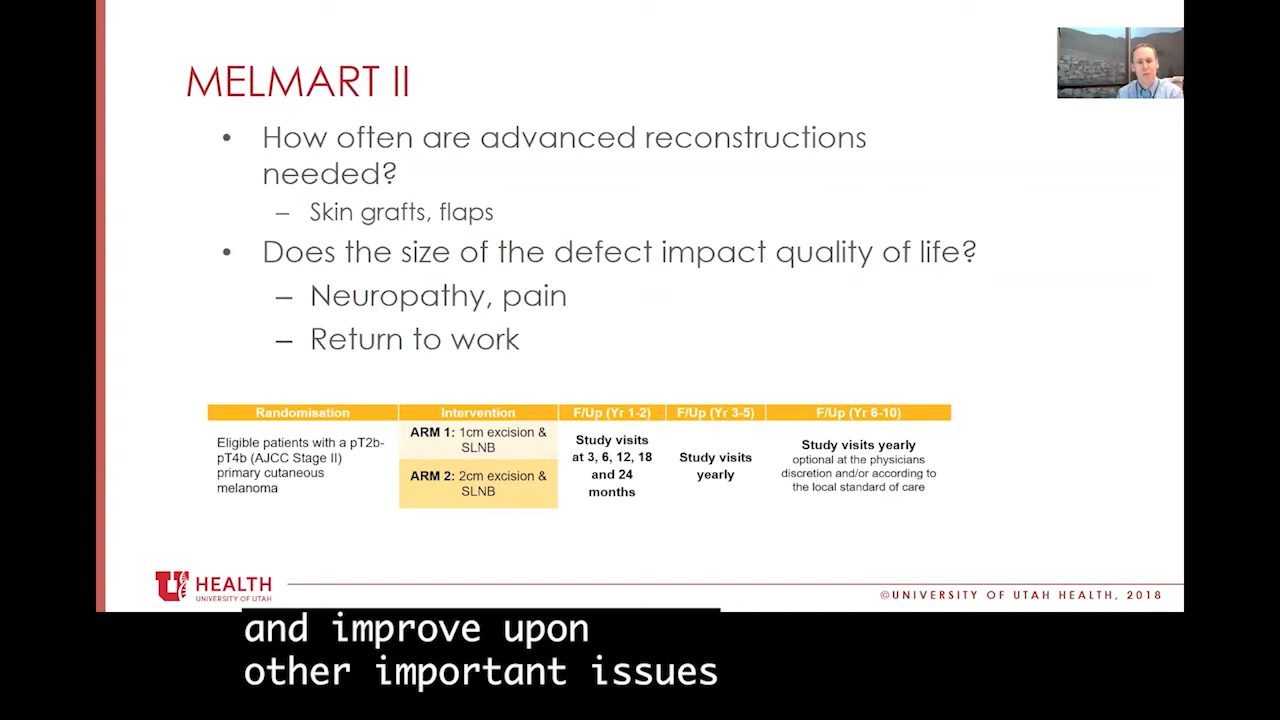 MELMART II
• How often are advanced reconstructions
needed?
– Skin grafts, flaps
• Does the size of the defect impact quality of life?
– Neuropathy, pain
– Return to work
Randomisation
Intervention
F/Up (Yr 1-2)
F/Up (Yr 3-5)
F/Up (Yr 6-10)
Eligible patients with a pT2b-
pT4b (AJCC Stage II)
primary cutaneous
melanoma
ARM 1: 1cm excision &
SLNB
ARM 2: 2cm excision &
SLNB
Study visits
at 3, 6, 12, 18
and 24
months
Study visits
yearly
Study visits yearly
optional at the physicians
discretion and/or according to
the local standard of care
U HEALTH
UNIVERSITY OF UTAH
©UNIVERSITY OF UTAH HEALTH, 2018
and improve upon
other important issues